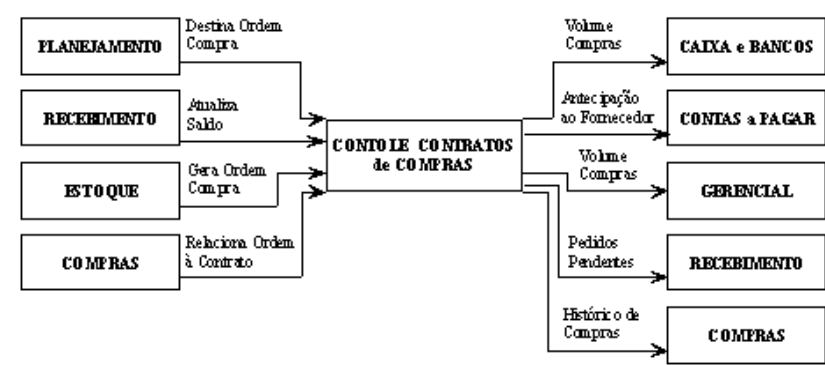 PLANEJAMENTO
Destina Ordem
Compra
RECEBIMENTO
Atualiza
Saldo
ESTOQUE
Gera Ordem
Compra
COMPRAS
Relaciona Ordem
à Contrato
CONTOLE CONTRATOS
de COMPRAS
Volume
Compras
CAIXA e BANCOS
Antecipação
ao Fornecedor
CONTAS a PAGAR
Volume
Compras
GERENCIAL
Pedidos
Pendentes
RECEBIMENTO
Histórico de
Compras
COMPRAS